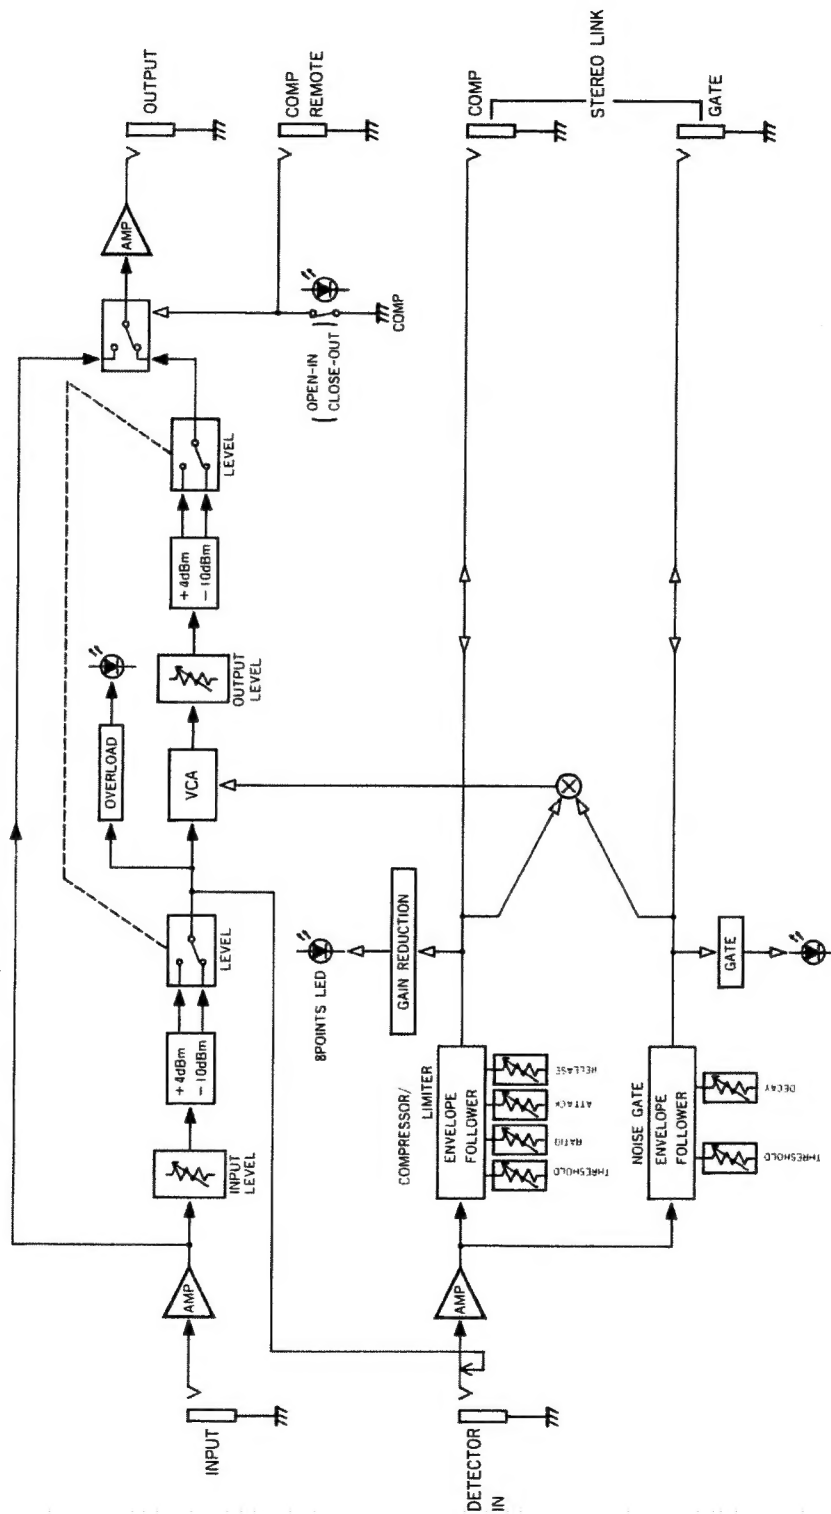 INPUT
AMP
INPUT
LEVEL
+4dBm
-10dBm
LEVEL
OVERLOAD
VCA
OUTPUT
LEVEL
+4dBm
-10dBm
LEVEL
AMP
OUTPUT
(OPEN-IN
CLOSE-OUT)
COMP
COMP
REMOTE
DETECTOR
IN
AMP
COMPRESSOR/
LIMITER
ENVELOPE
FOLLOWER
THRESHOLD
RATIO
ATTACK
RELEASE
8POINTS LED
GAIN REDUCTION
COMP
STEREO LINK
NOISE GATE
ENVELOPE
FOLLOWER
THRESHOLD
DECAY
GATE
GATE